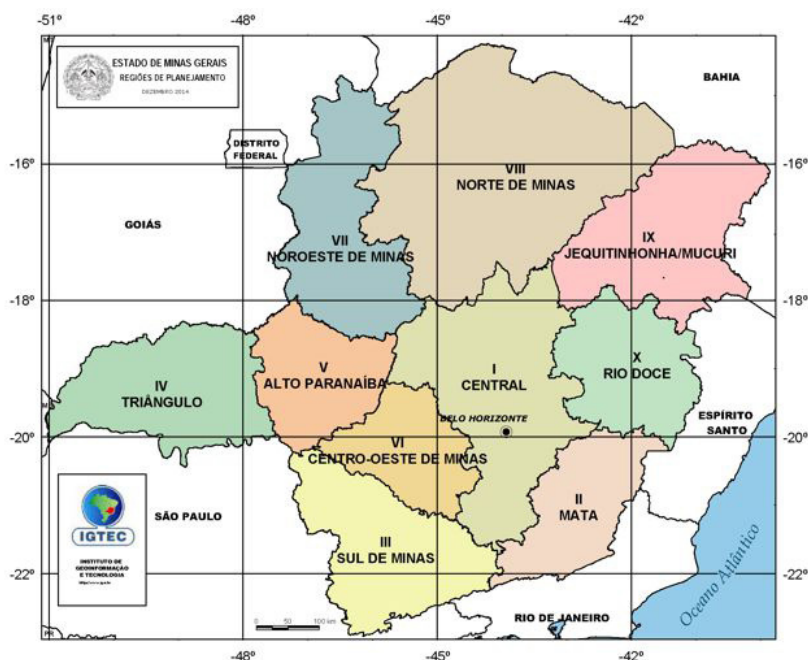 -51°
-48°
-45°
-42°
ESTADO DE MINAS GERAIS
REGIÕES DE PLANEJAMENTO
DEZEMBRO 2014
BAHIA
DISTRITO
FEDERAL
-16°
-16°
VIII
NORTE DE MINAS
GOIÁS
VII
NOROESTE DE MINAS
IX
JEQUITINHONHA/MUCURI
-18°
-18°
V
ALTO PARANAÍBA
I
CENTRAL
X
RIO DOCE
IV
TRIÂNGULO
BELO HORIZONTE
ESPÍRITO
SANTO
-20°
-20°
VI
CENTRO-OESTE DE MINAS
SÃO PAULO
II
MATA
IGTEC
INSTITUTO DE
GEOINFORMAÇÃO
E TECNOLOGIA
III
SUL DE MINAS
-22°
-22°
Oceano Atlântico
RIO DE JANEIRO
0
50
100 km
PR
-48°
-45°
-42°